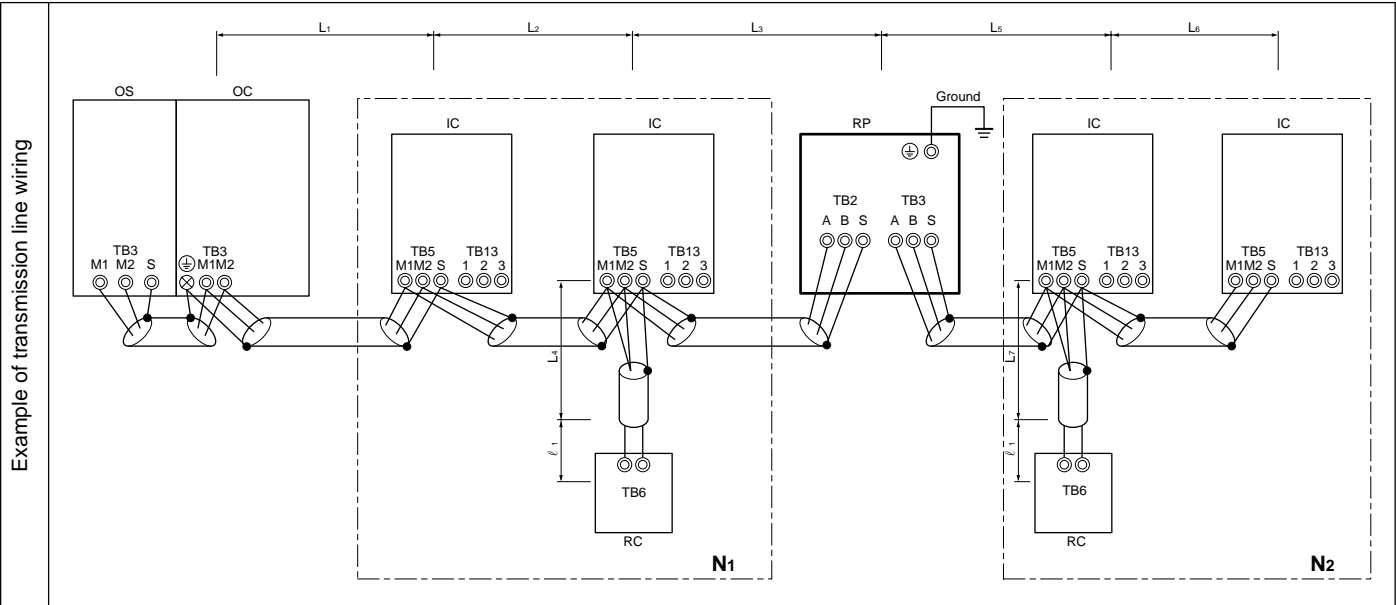 Example of transmission line wiring
L1 L2 L3 L5 L6
OS OC
Ground
IC IC RP IC IC
TB2 TB3
A B S A B S
TB3 TB3
M1 M2 S ⏚ M1M2
TB5 TB13
M1M2 S 1 2 3
TB5 TB13
M1M2 S 1 2 3
TB5 TB13
M1M2 S 1 2 3
TB5 TB13
M1M2 S 1 2 3
L4
L7
ℓ 1
ℓ 1
TB6
RC
TB6
RC
N1
N2